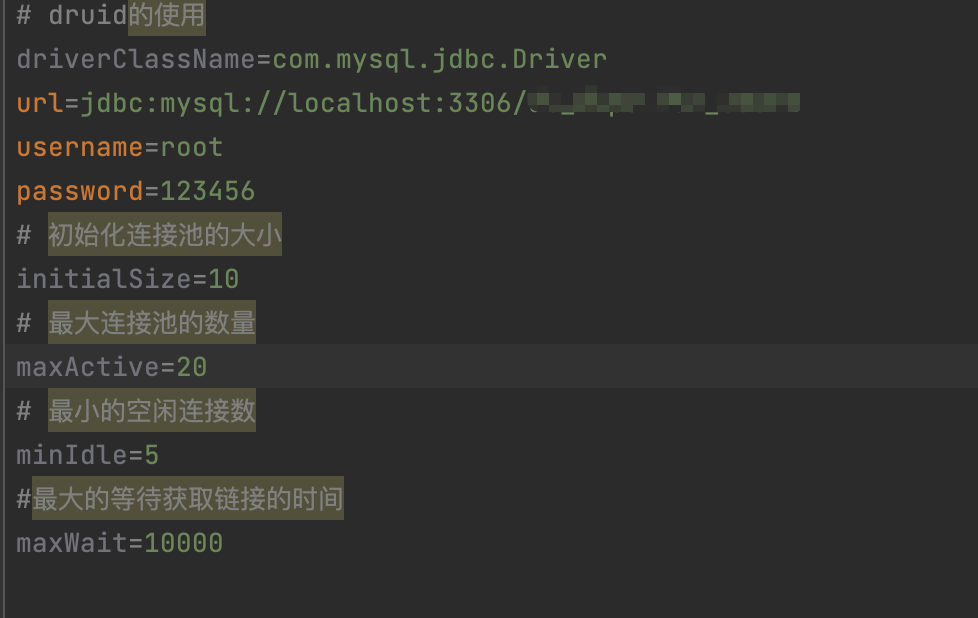 # druid的使用
driverClassName=com.mysql.jdbc.Driver
url=jdbc:mysql://localhost:3306/
username=root
password=123456
# 初始化连接池的大小
initialSize=10
# 最大连接池的数量
maxActive=20
# 最小的空闲连接数
minIdle=5
#最大的等待获取链接的时间
maxWait=10000